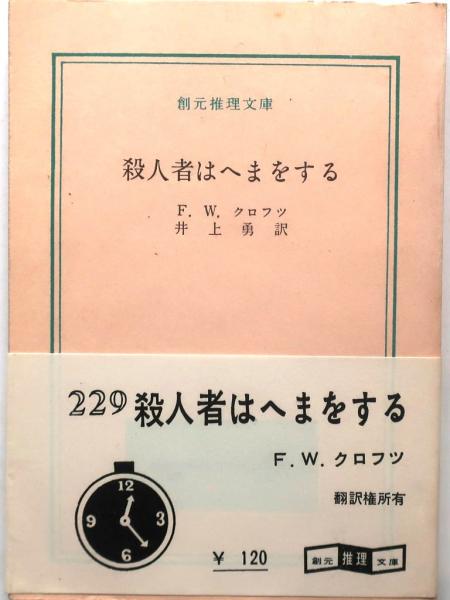 創元推理文庫
殺人者はへまをする
F. W. クロフツ
井上勇訳
229 殺人者はへまをする
F. W. クロフツ
翻訳権所有
12
9 3
6
¥ 120
創元 推理 文庫